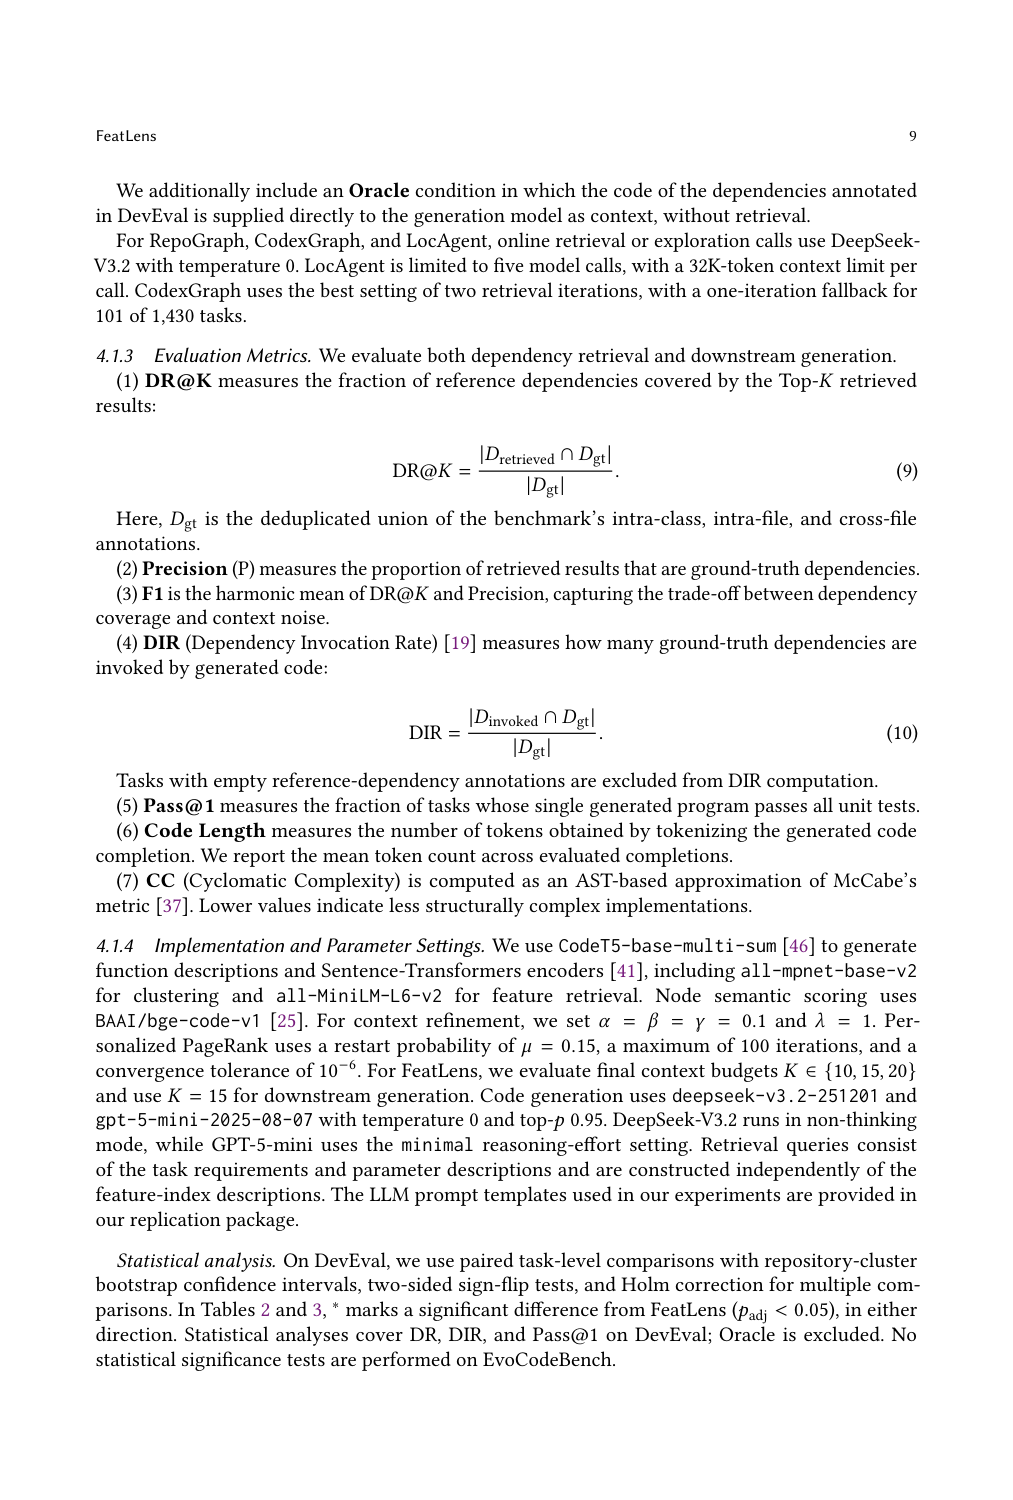 FeatLens 9
We additionally include an Oracle condition in which the code of the dependencies annotated
in DevEval is supplied directly to the generation model as context, without retrieval.
For RepoGraph, CodexGraph, and LocAgent, online retrieval or exploration calls use DeepSeek-
V3.2 with temperature 0. LocAgent is limited to five model calls, with a 32K-token context limit per
call. CodexGraph uses the best setting of two retrieval iterations, with a one-iteration fallback for
101 of 1,430 tasks.
4.1.3 Evaluation Metrics. We evaluate both dependency retrieval and downstream generation.
(1) DR@K measures the fraction of reference dependencies covered by the Top-K retrieved
results:
DR@K = |D_retrieved ∩ D_gt| / |D_gt|. (9)
Here, D_gt is the deduplicated union of the benchmark's intra-class, intra-file, and cross-file
annotations.
(2) Precision (P) measures the proportion of retrieved results that are ground-truth dependencies.
(3) F1 is the harmonic mean of DR@K and Precision, capturing the trade-off between dependency
coverage and context noise.
(4) DIR (Dependency Invocation Rate) [19] measures how many ground-truth dependencies are
invoked by generated code:
DIR = |D_invoked ∩ D_gt| / |D_gt|. (10)
Tasks with empty reference-dependency annotations are excluded from DIR computation.
(5) Pass@1 measures the fraction of tasks whose single generated program passes all unit tests.
(6) Code Length measures the number of tokens obtained by tokenizing the generated code
completion. We report the mean token count across evaluated completions.
(7) CC (Cyclomatic Complexity) is computed as an AST-based approximation of McCabe's
metric [37]. Lower values indicate less structurally complex implementations.
4.1.4 Implementation and Parameter Settings. We use CodeT5-base-multi-sum [46] to generate
function descriptions and Sentence-Transformers encoders [41], including all-mpnet-base-v2
for clustering and all-MiniLM-L6-v2 for feature retrieval. Node semantic scoring uses
BAAI/bge-code-v1 [25]. For context refinement, we set α = β = γ = 0.1 and λ = 1. Per-
sonalized PageRank uses a restart probability of μ = 0.15, a maximum of 100 iterations, and a
convergence tolerance of 10⁻⁶. For FeatLens, we evaluate final context budgets K ∈ {10, 15, 20}
and use K = 15 for downstream generation. Code generation uses deepseek-v3.2-251201 and
gpt-5-mini-2025-08-07 with temperature 0 and top-p 0.95. DeepSeek-V3.2 runs in non-thinking
mode, while GPT-5-mini uses the minimal reasoning-effort setting. Retrieval queries consist
of the task requirements and parameter descriptions and are constructed independently of the
feature-index descriptions. The LLM prompt templates used in our experiments are provided in
our replication package.
Statistical analysis. On DevEval, we use paired task-level comparisons with repository-cluster
bootstrap confidence intervals, two-sided sign-flip tests, and Holm correction for multiple com-
parisons. In Tables 2 and 3, * marks a significant difference from FeatLens (p_adj < 0.05), in either
direction. Statistical analyses cover DR, DIR, and Pass@1 on DevEval; Oracle is excluded. No
statistical significance tests are performed on EvoCodeBench.